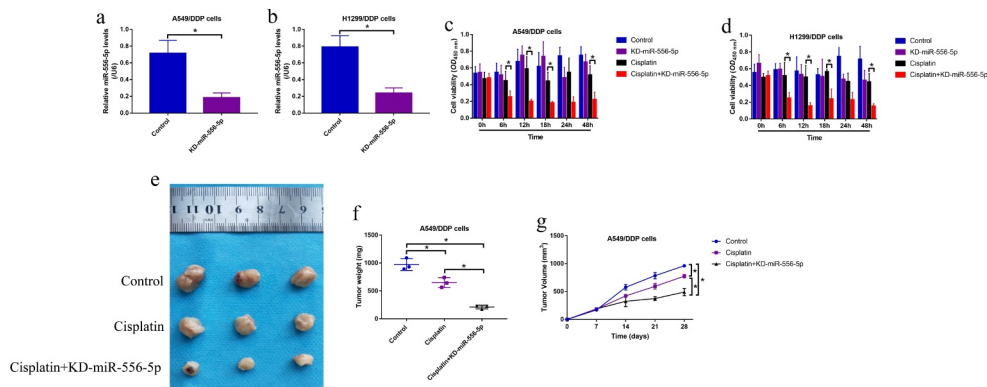 a
A549/DDP cells
Relative miR-556-5p levels
(/U6)
1.0
0.8
0.6
0.4
0.2
0.0
*
Control
KD-miR-556-5p
b
H1299/DDP cells
Relative miR-556-5p levels
(/U6)
1.0
0.8
0.6
0.4
0.2
0.0
*
Control
KD-miR-556-5p
c
A549/DDP cells
Cell viability (OD450 nm)
1.0
0.8
0.6
0.4
0.2
0.0
* * * *
0h 6h 12h 18h 24h 48h
Time
Control
KD-miR-556-5p
Cisplatin
Cisplatin+KD-miR-556-5p
d
H1299/DDP cells
Cell viability (OD450 nm)
1.0
0.8
0.6
0.4
0.2
0.0
* * * *
0h 6h 12h 18h 24h 48h
Time
Control
KD-miR-556-5p
Cisplatin
Cisplatin+KD-miR-556-5p
e
10 9 8 7 6
Control
Cisplatin
Cisplatin+KD-miR-556-5p
f
A549/DDP cells
Tumor weight (mg)
1500
1000
500
0
*
* *
Control
Cisplatin
Cisplatin+KD-miR-556-5p
g
A549/DDP cells
Tumor Volume (mm3)
1500
1000
500
0
0 7 14 21 28
Time (days)
Control
Cisplatin
Cisplatin+KD-miR-556-5p
* * *